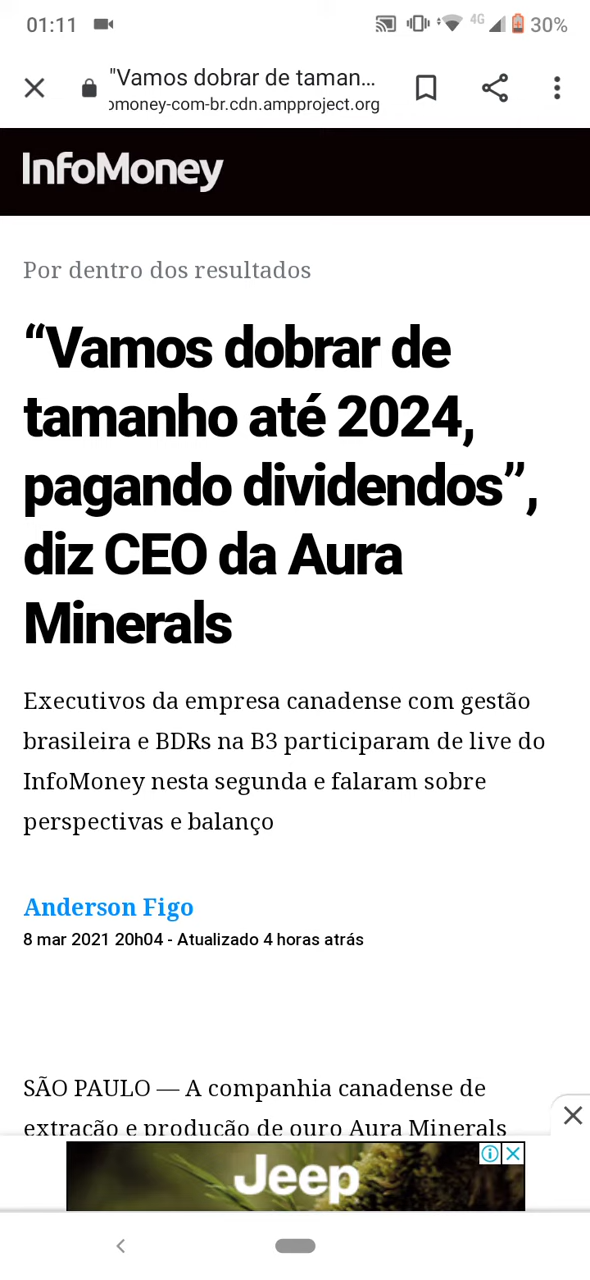 01:11
4G
30%
"Vamos dobrar de taman...
omoney-com-br.cdn.ampproject.org
InfoMoney
Por dentro dos resultados
“Vamos dobrar de
tamanho até 2024,
pagando dividendos”,
diz CEO da Aura
Minerals
Executivos da empresa canadense com gestão
brasileira e BDRs na B3 participaram de live do
InfoMoney nesta segunda e falaram sobre
perspectivas e balanço
Anderson Figo
8 mar 2021 20h04 - Atualizado 4 horas atrás
SÃO PAULO — A companhia canadense de
extração e produção de ouro Aura Minerals
Jeep